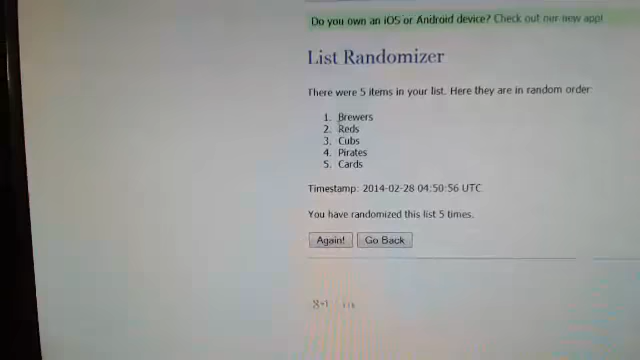 Do you own an iOS or Android device? Check out our new app!
List Randomizer
There were 5 items in your list. Here they are in random order:
1. Brewers
2. Reds
3. Cubs
4. Pirates
5. Cards
Timestamp: 2014-02-28 04:50:56 UTC
You have randomized this list 5 times.
Again! Go Back